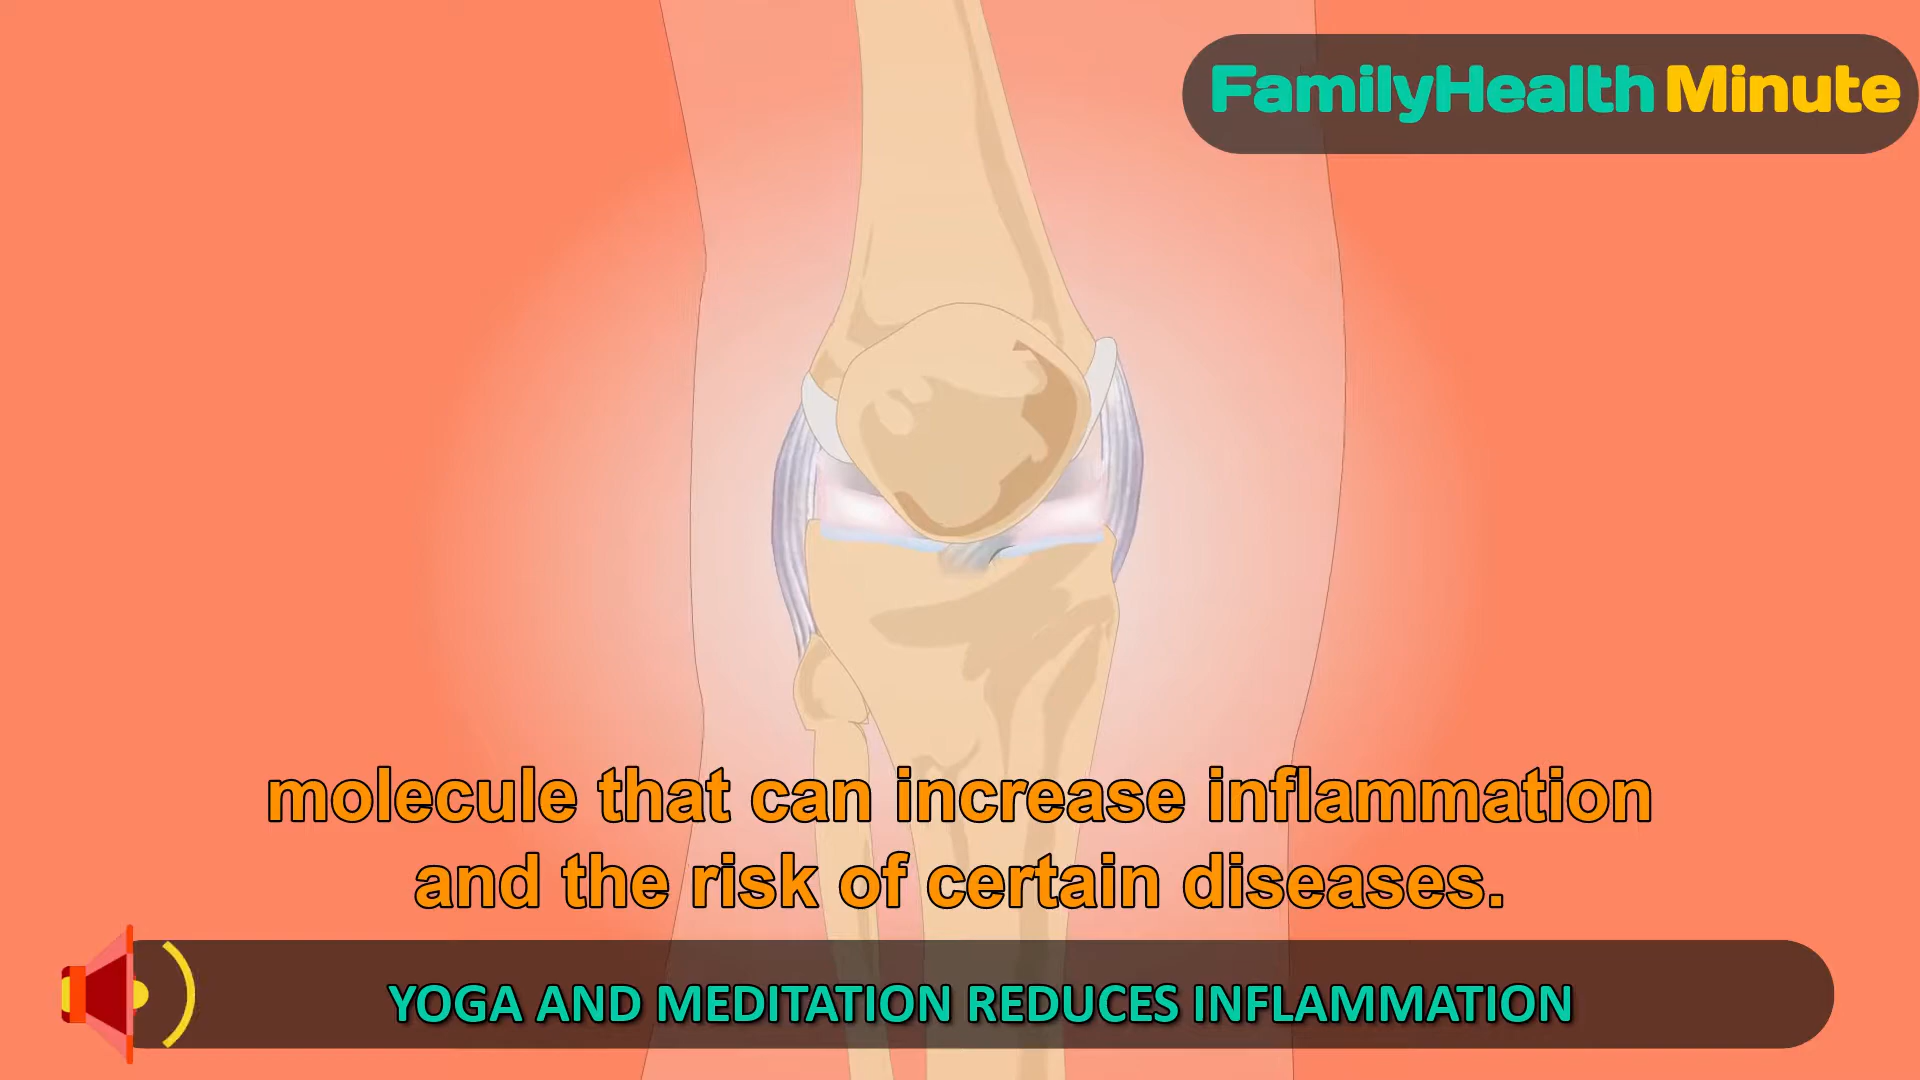 FamilyHealth Minute
molecule that can increase inflammation
and the risk of certain diseases.
YOGA AND MEDITATION REDUCES INFLAMMATION